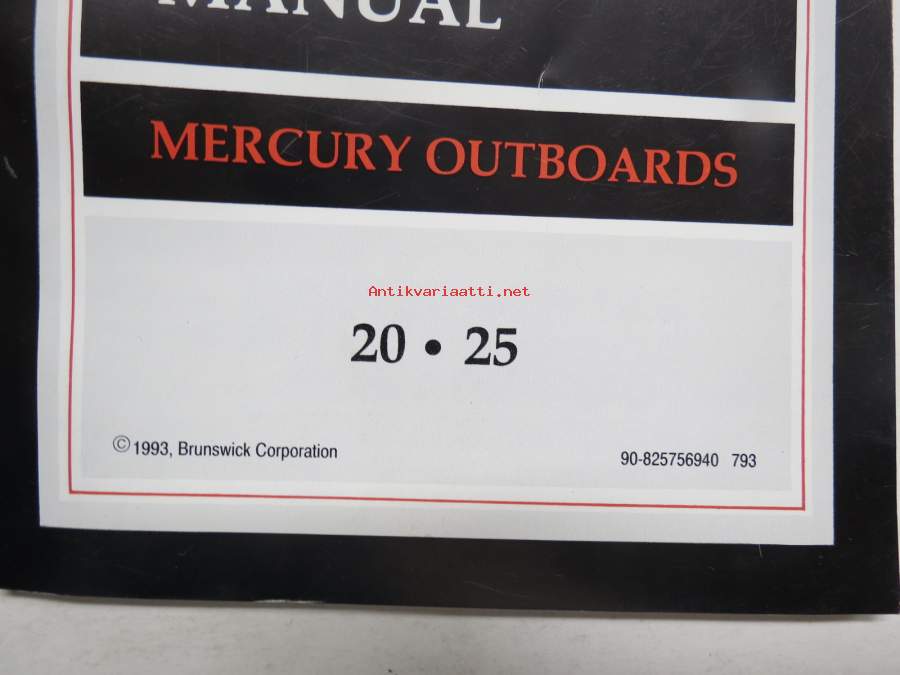 MANUAL
MERCURY OUTBOARDS
Antikvariaatti.net
20 • 25
© 1993, Brunswick Corporation
90-825756940 793